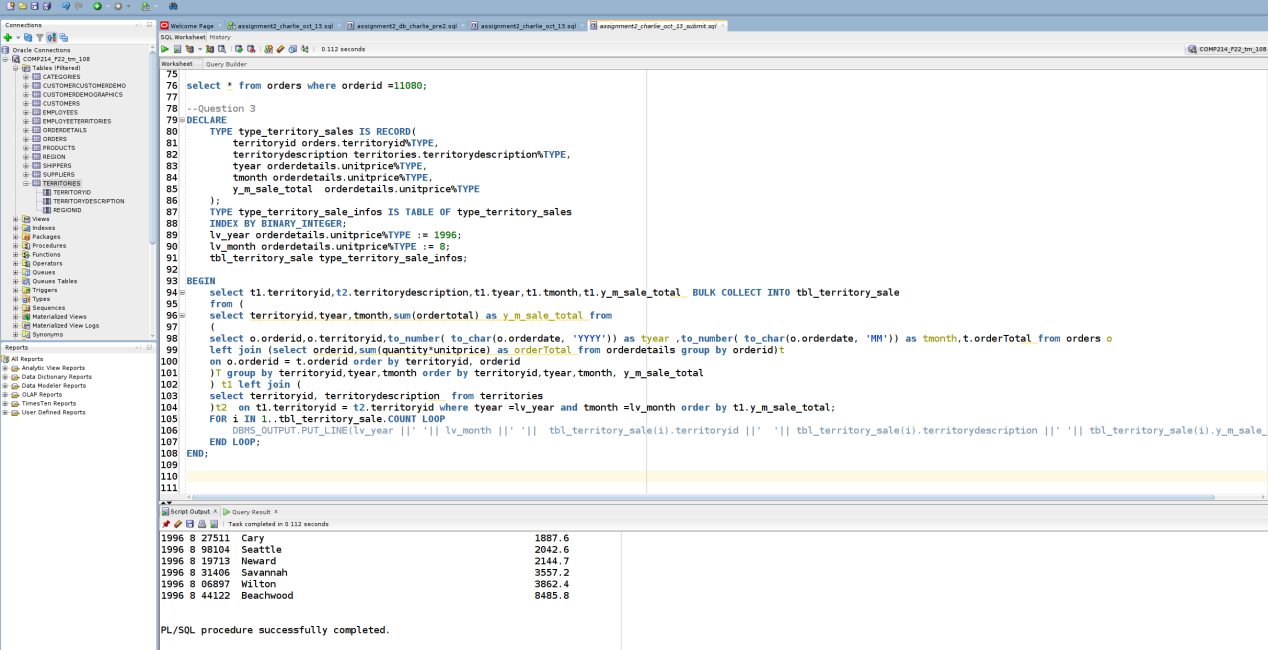 Connections
Oracle Connections
COMP214_F22_tm_108
Tables (Filtered)
CATEGORIES
CUSTOMERCUSTOMERDEMO
CUSTOMERDEMOGRAPHICS
CUSTOMERS
EMPLOYEES
EMPLOYEETERRITORIES
ORDERDETAILS
ORDERS
PRODUCTS
REGION
SHIPPERS
SUPPLIERS
TERRITORIES
TERRITORYID
TERRITORYDESCRIPTION
REGIONID
Views
Indexes
Packages
Procedures
Functions
Operators
Queues
Queues Tables
Triggers
Types
Sequences
Materialized Views
Materialized View Logs
Synonyms
Reports
All Reports
Analytic View Reports
Data Dictionary Reports
Data Modeler Reports
OLAP Reports
TimesTen Reports
User Defined Reports
Welcome Page assignment2_charlie_oct_13.sql assignment2_db_charlie_pre2.sql assignment2_charlie_oct_13.sql assignment2_charlie_oct_13_submit.sql
SQL Worksheet History
0.112 seconds COMP214_F22_tm_108
Worksheet Query Builder
75
76 select * from orders where orderid =11080;
77
78 --Question 3
79 DECLARE
80 TYPE type_territory_sales IS RECORD(
81 territoryid orders.territoryid%TYPE,
82 territorydescription territories.territorydescription%TYPE,
83 tyear orderdetails.unitprice%TYPE,
84 tmonth orderdetails.unitprice%TYPE,
85 y_m_sale_total orderdetails.unitprice%TYPE
86 );
87 TYPE type_territory_sale_infos IS TABLE OF type_territory_sales
88 INDEX BY BINARY_INTEGER;
89 lv_year orderdetails.unitprice%TYPE := 1996;
90 lv_month orderdetails.unitprice%TYPE := 8;
91 tbl_territory_sale type_territory_sale_infos;
92
93 BEGIN
94 select t1.territoryid,t2.territorydescription,t1.tyear,t1.tmonth,t1.y_m_sale_total BULK COLLECT INTO tbl_territory_sale
95 from (
96 select territoryid,tyear,tmonth,sum(ordertotal) as y_m_sale_total from
97 (
98 select o.orderid,o.territoryid,to_number( to_char(o.orderdate, 'YYYY')) as tyear ,to_number( to_char(o.orderdate, 'MM')) as tmonth,t.orderTotal from orders o
99 left join (select orderid,sum(quantity*unitprice) as orderTotal from orderdetails group by orderid)t
100 on o.orderid = t.orderid order by territoryid, orderid
101 )T group by territoryid,tyear,tmonth order by territoryid,tyear,tmonth, y_m_sale_total
102 ) t1 left join (
103 select territoryid, territorydescription from territories
104 )t2 on t1.territoryid = t2.territoryid where tyear =lv_year and tmonth =lv_month order by t1.y_m_sale_total;
105 FOR i IN 1..tbl_territory_sale.COUNT LOOP
106 DBMS_OUTPUT.PUT_LINE(lv_year ||' '|| lv_month ||' '|| tbl_territory_sale(i).territoryid ||' '|| tbl_territory_sale(i).territorydescription ||' '|| tbl_territory_sale(i).y_m_sale_
107 END LOOP;
108 END;
109
110
111
Script Output × Query Result ×
Task completed in 0.112 seconds
1996 8 27511 Cary 1887.6
1996 8 98104 Seattle 2042.6
1996 8 19713 Neward 2144.7
1996 8 31406 Savannah 3557.2
1996 8 06897 Wilton 3862.4
1996 8 44122 Beachwood 8485.8
PL/SQL procedure successfully completed.